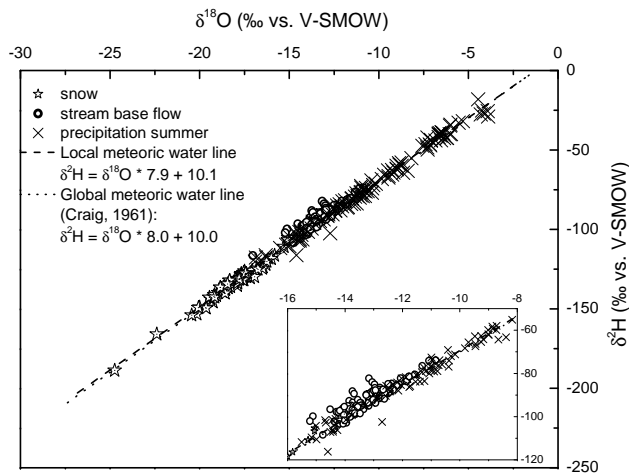 δ18O (‰ vs. V-SMOW)
-30 -25 -20 -15 -10 -5 0
0
-50
-100
-150
-200
-250
δ2H (‰ vs. V-SMOW)
snow
stream base flow
precipitation summer
Local meteoric water line
δ2H = δ18O * 7.9 + 10.1
Global meteoric water line
(Craig, 1961):
δ2H = δ18O * 8.0 + 10.0
-16 -14 -12 -10 -8
-60
-80
-100
-120